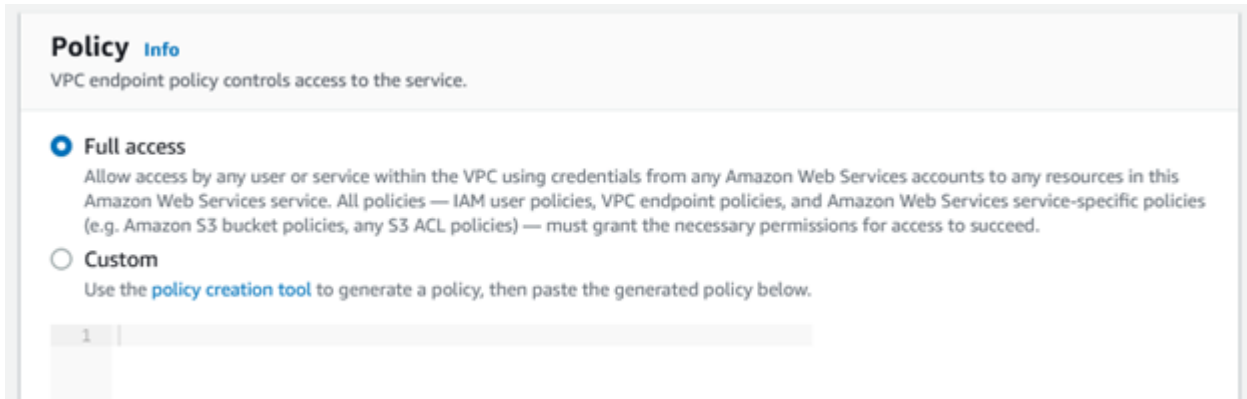 Policy Info
VPC endpoint policy controls access to the service.
Full access
Allow access by any user or service within the VPC using credentials from any Amazon Web Services accounts to any resources in this
Amazon Web Services service. All policies — IAM user policies, VPC endpoint policies, and Amazon Web Services service-specific policies
(e.g. Amazon S3 bucket policies, any S3 ACL policies) — must grant the necessary permissions for access to succeed.
Custom
Use the policy creation tool to generate a policy, then paste the generated policy below.
1